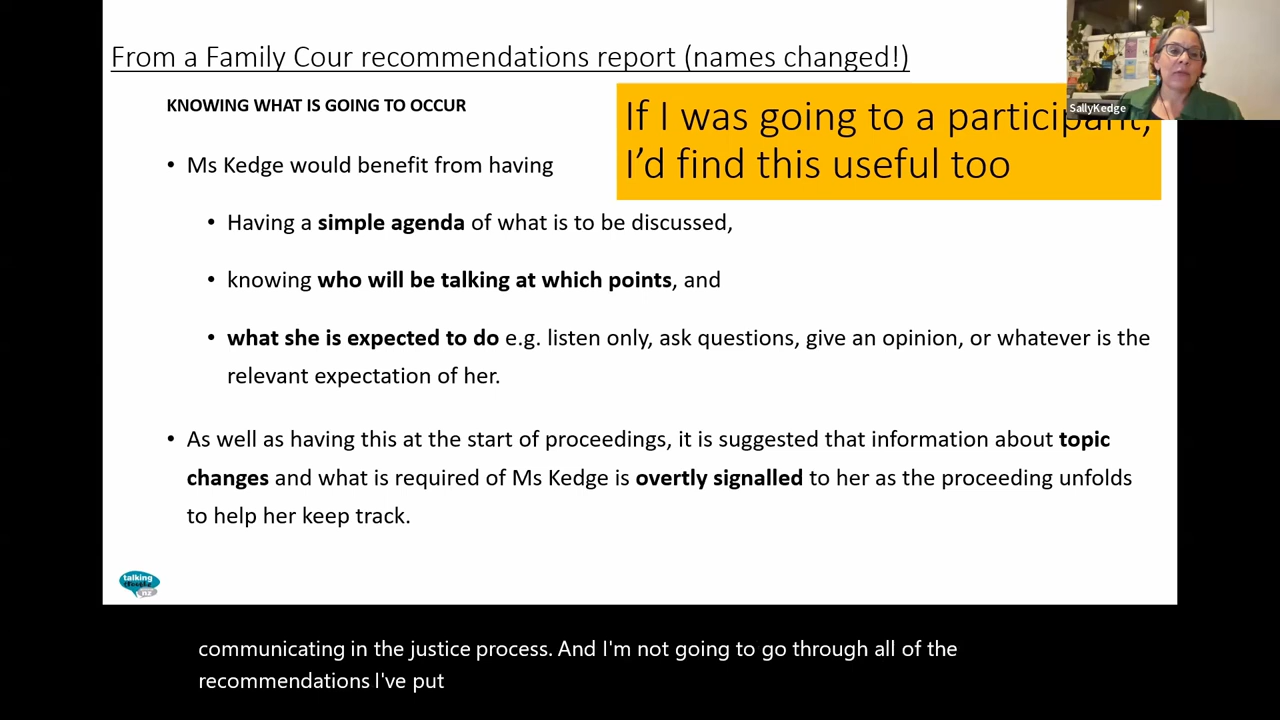 From a Family Cour recommendations report (names changed!)
KNOWING WHAT IS GOING TO OCCUR
If I was going to a participant,
I'd find this useful too
SallyKedge
• Ms Kedge would benefit from having
• Having a simple agenda of what is to be discussed,
• knowing who will be talking at which points, and
• what she is expected to do e.g. listen only, ask questions, give an opinion, or whatever is the
relevant expectation of her.
• As well as having this at the start of proceedings, it is suggested that information about topic
changes and what is required of Ms Kedge is overtly signalled to her as the proceeding unfolds
to help her keep track.
talking
nz
communicating in the justice process. And I'm not going to go through all of the
recommendations I've put